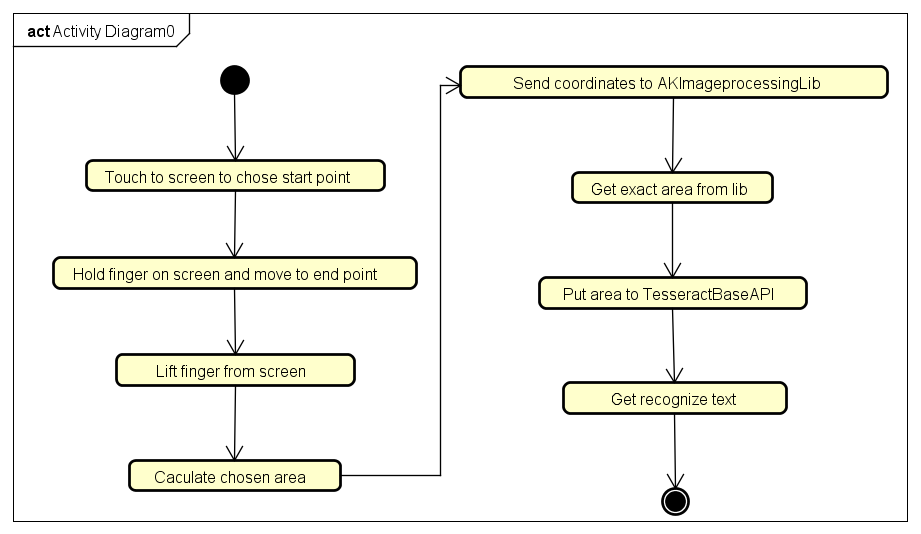 act Activity Diagram0
Touch to screen to chose start point
Hold finger on screen and move to end point
Lift finger from screen
Caculate chosen area
Send coordinates to AKImageprocessingLib
Get exact area from lib
Put area to TesseractBaseAPI
Get recognize text